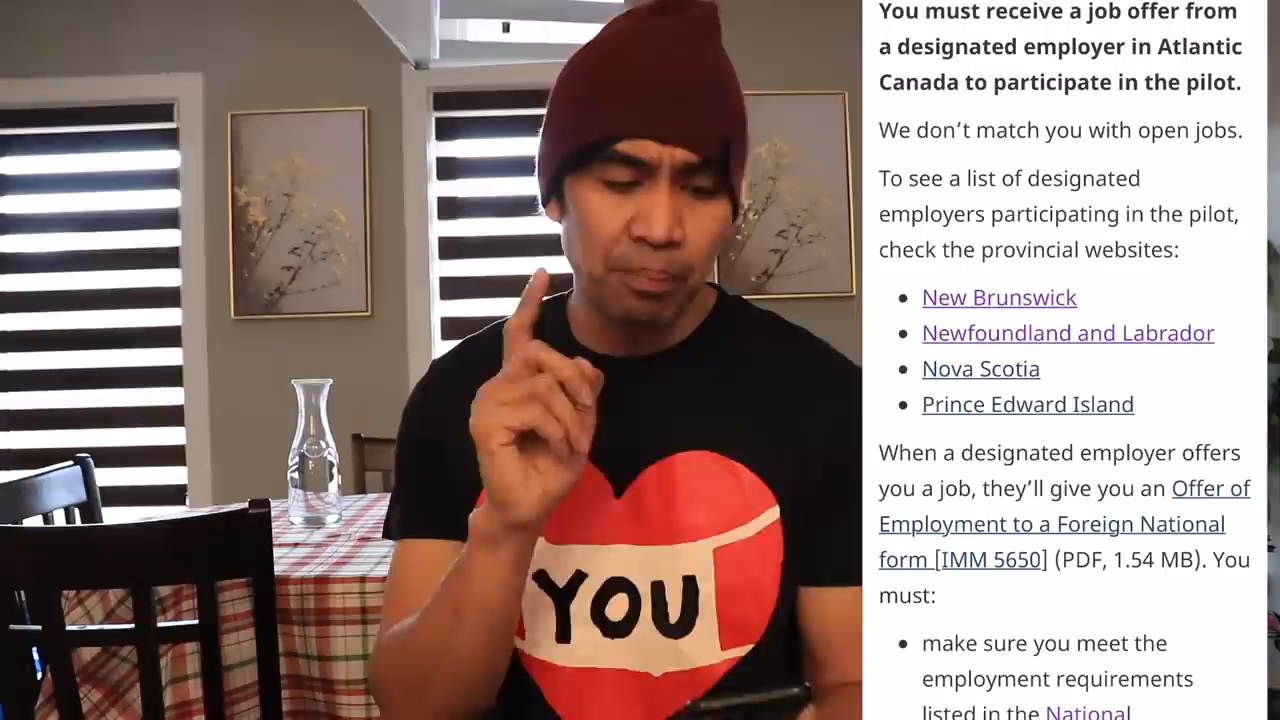 You must receive a job offer from
a designated employer in Atlantic
Canada to participate in the pilot.
We don’t match you with open jobs.
To see a list of designated
employers participating in the pilot,
check the provincial websites:
• New Brunswick
• Newfoundland and Labrador
• Nova Scotia
• Prince Edward Island
When a designated employer offers
you a job, they’ll give you an Offer of
Employment to a Foreign National
form [IMM 5650] (PDF, 1.54 MB). You
must:
• make sure you meet the
employment requirements
listed in the National
YOU